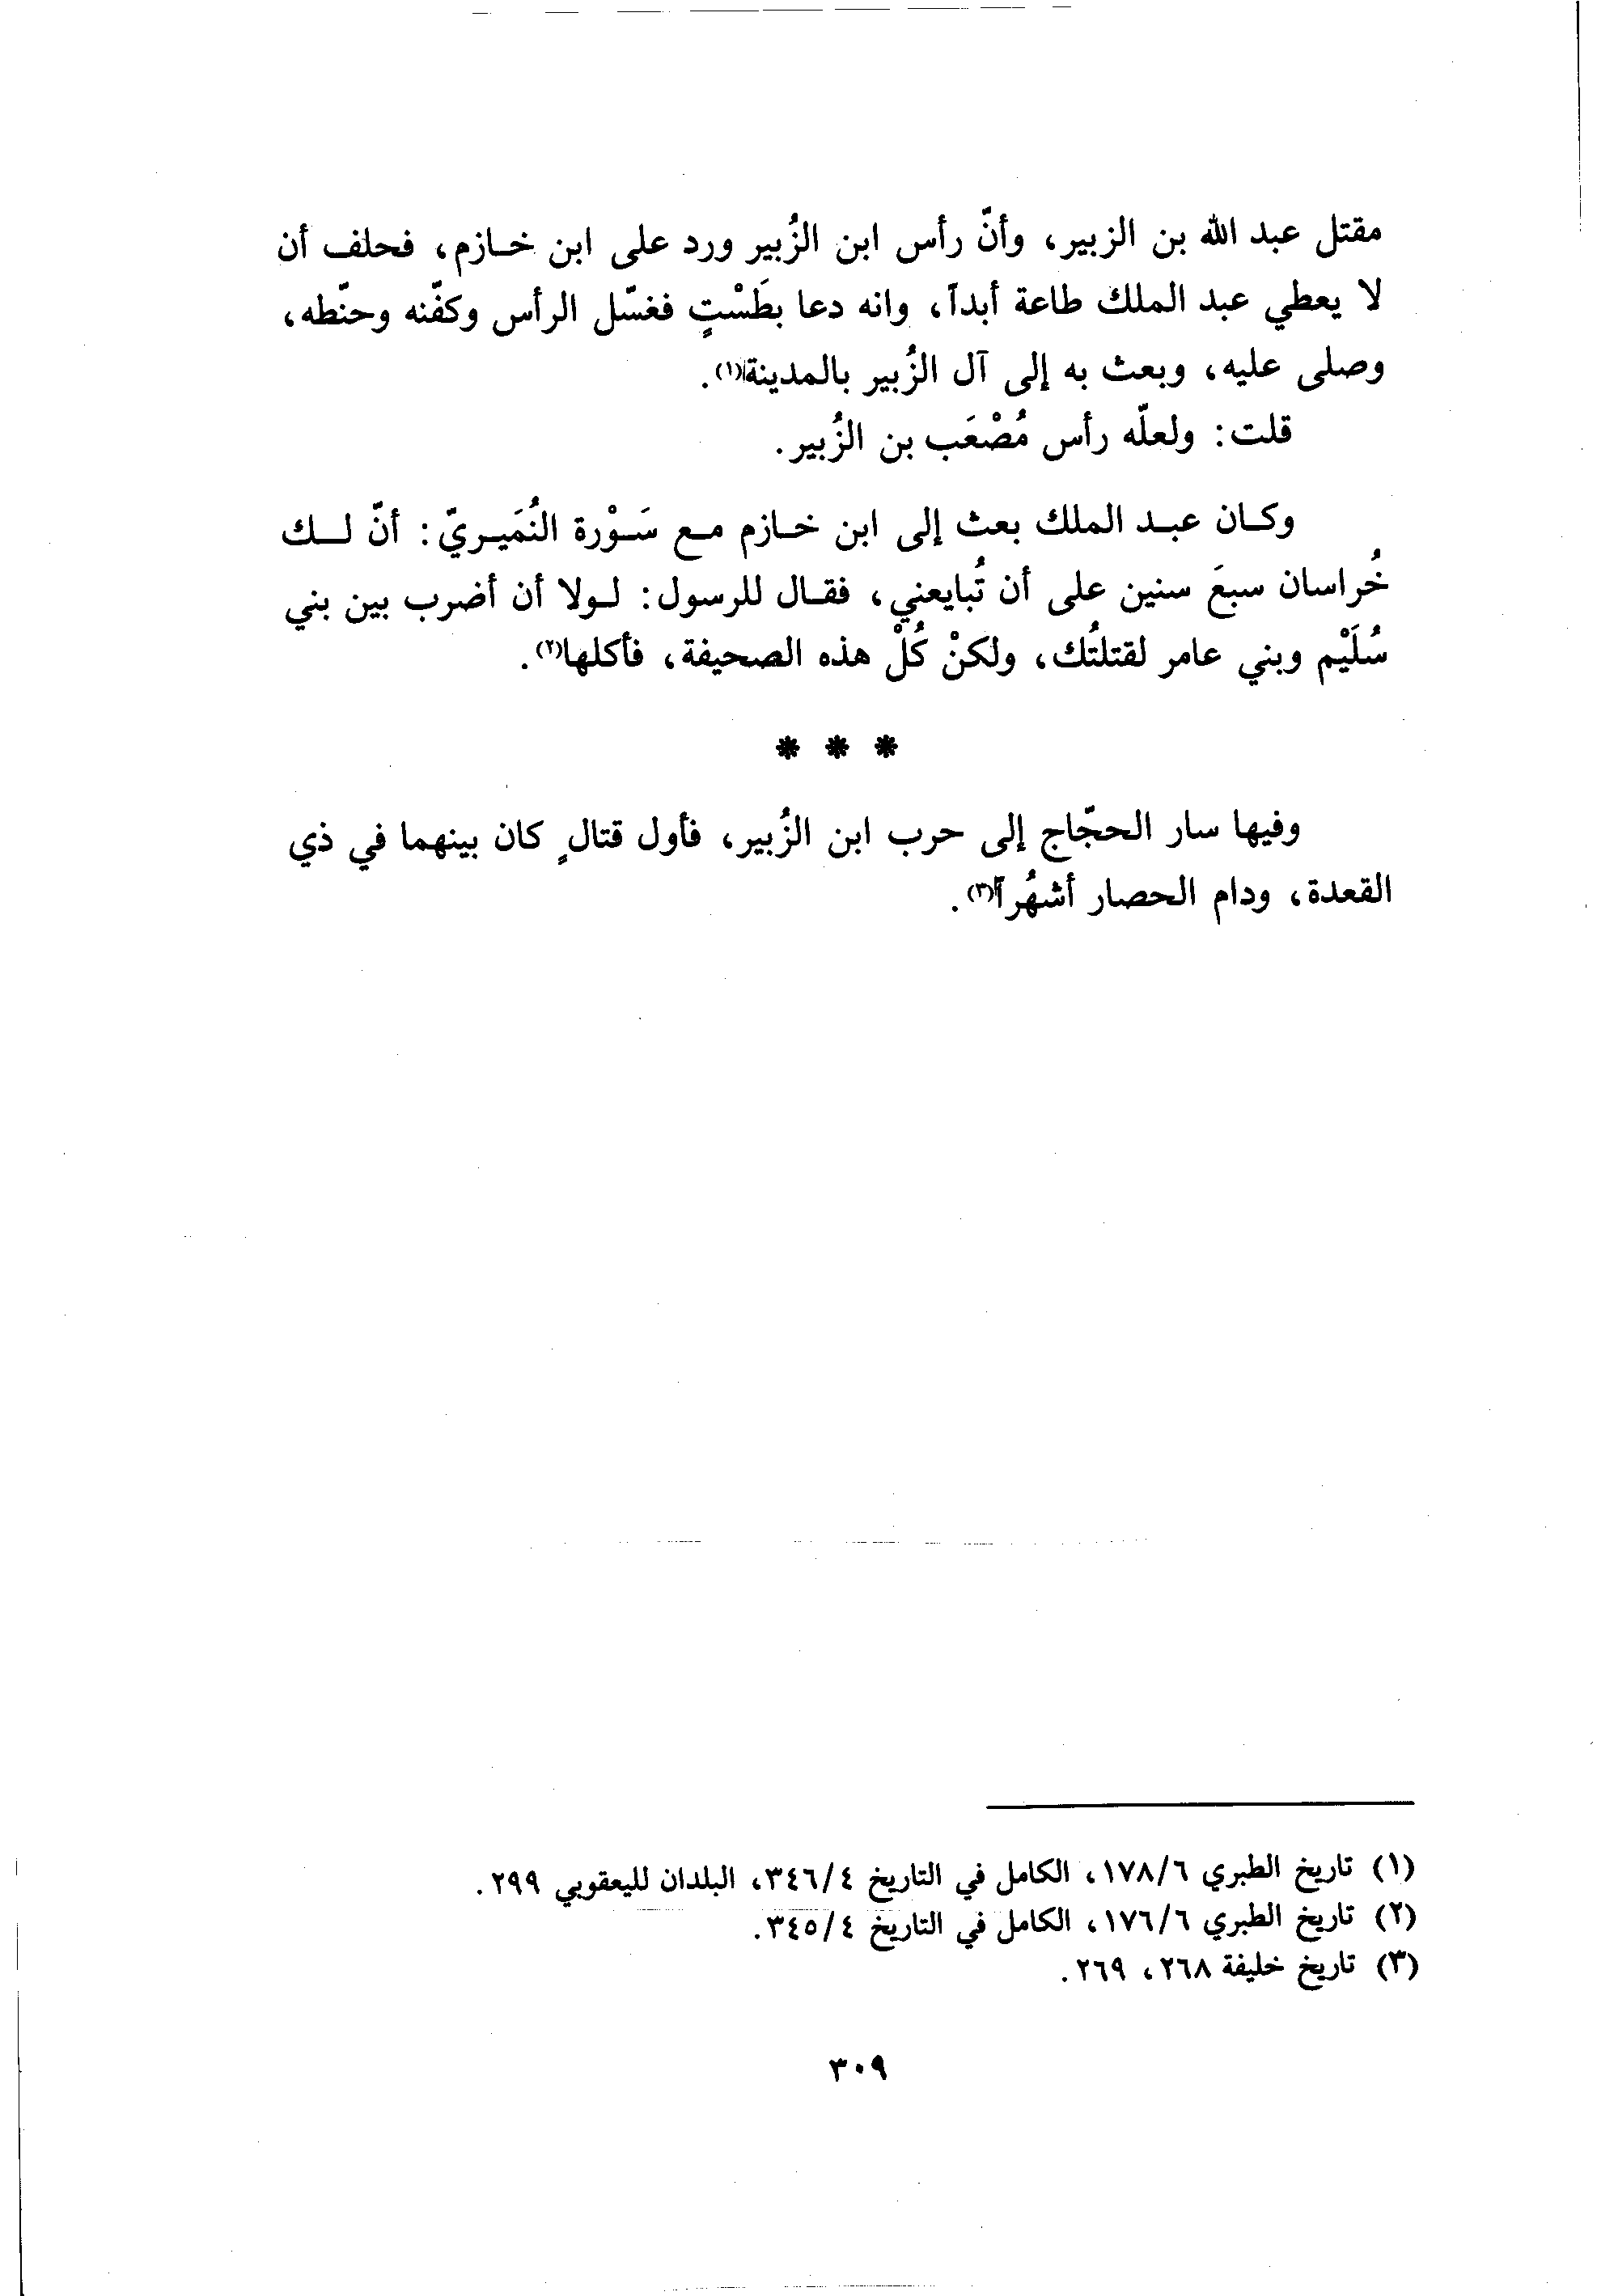 مقتل عبد الله بن الزبير، وأنّ رأس ابن الزُبير ورد على ابن خازم، فحلف أن
لا يعطي عبد الملك طاعة أبداً، وانه دعا بطَسْتٍ فغسّل الرأس وكفّنه وحنّطه،
وصلى عليه، وبعث به إلى آل الزُبير بالمدينة(١).
قلت: ولعلّه رأس مُصْعَب بن الزُبير.
وكان عبد الملك بعث إلى ابن خازم مع سَوْرة النُمَيريّ: أنّ لك
خُراسان سبعَ سنين على أن تُبايعني، فقال للرسول: لولا أن أضرب بين بني
سُلَيْم وبني عامر لقتلتُك، ولكنْ كُلْ هذه الصحيفة، فأكلها(٢).
* * *
وفيها سار الحجّاج إلى حرب ابن الزُبير، فأول قتالٍ كان بينهما في ذي
القعدة، ودام الحصار أشهُراً(٣).
(١) تاريخ الطبري ١٧٨/٦، الكامل في التاريخ ٣٤٦/٤، البلدان لليعقوبي ٢٩٩.
(٢) تاريخ الطبري ١٧٦/٦، الكامل في التاريخ ٣٤٥/٤.
(٣) تاريخ خليفة ٢٦٨، ٢٦٩.
٣٠٩